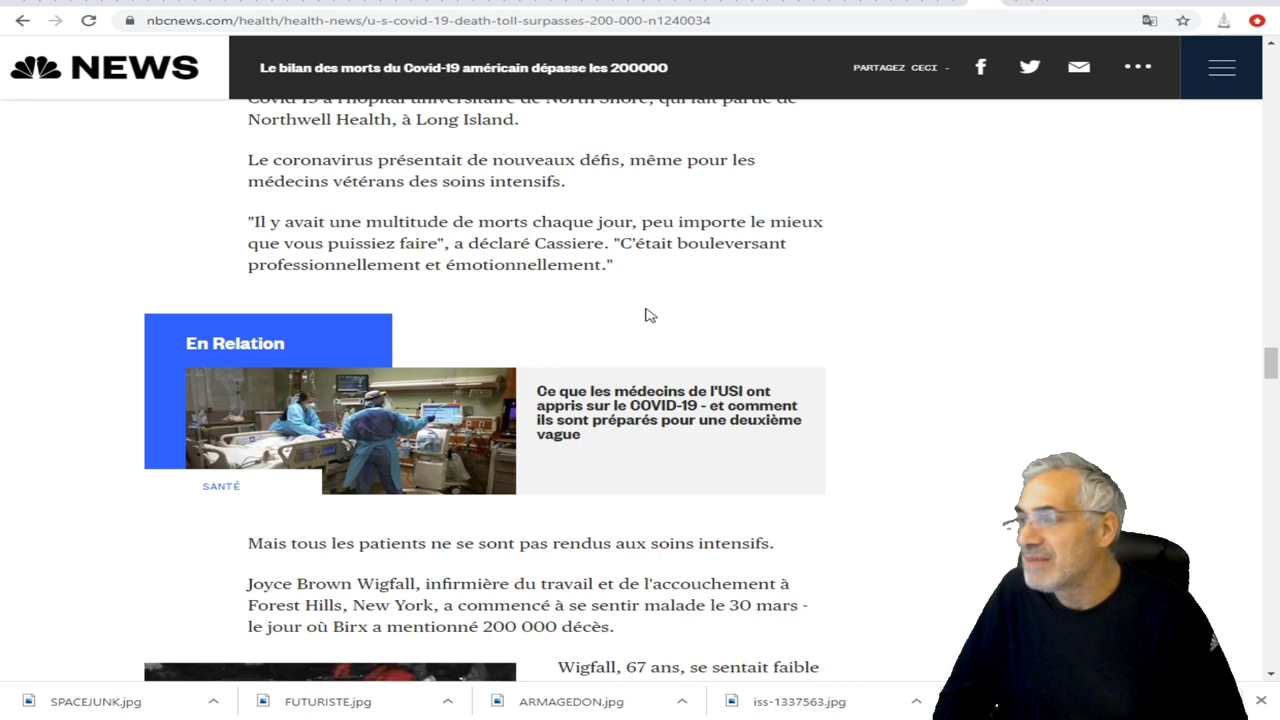 nbcnews.com/health/health-news/u-s-covid-19-death-toll-surpasses-200-000-n1240034
NEWS
Le bilan des morts du Covid-19 américain dépasse les 200000
PARTAGEZ CECI -
Covid-19 à l'hôpital universitaire de North Shore, qui fait partie de
Northwell Health, à Long Island.
Le coronavirus présentait de nouveaux défis, même pour les
médecins vétérans des soins intensifs.
"Il y avait une multitude de morts chaque jour, peu importe le mieux
que vous puissiez faire", a déclaré Cassiere. "C'était bouleversant
professionnellement et émotionnellement."
En Relation
Ce que les médecins de l'USI ont
appris sur le COVID-19 - et comment
ils sont préparés pour une deuxième
vague
SANTÉ
Mais tous les patients ne se sont pas rendus aux soins intensifs.
Joyce Brown Wigfall, infirmière du travail et de l'accouchement à
Forest Hills, New York, a commencé à se sentir malade le 30 mars -
le jour où Birx a mentionné 200 000 décès.
Wigfall, 67 ans, se sentait faible
SPACEJUNK.jpg
FUTURISTE.jpg
ARMAGEDON.jpg
iss-1337563.jpg